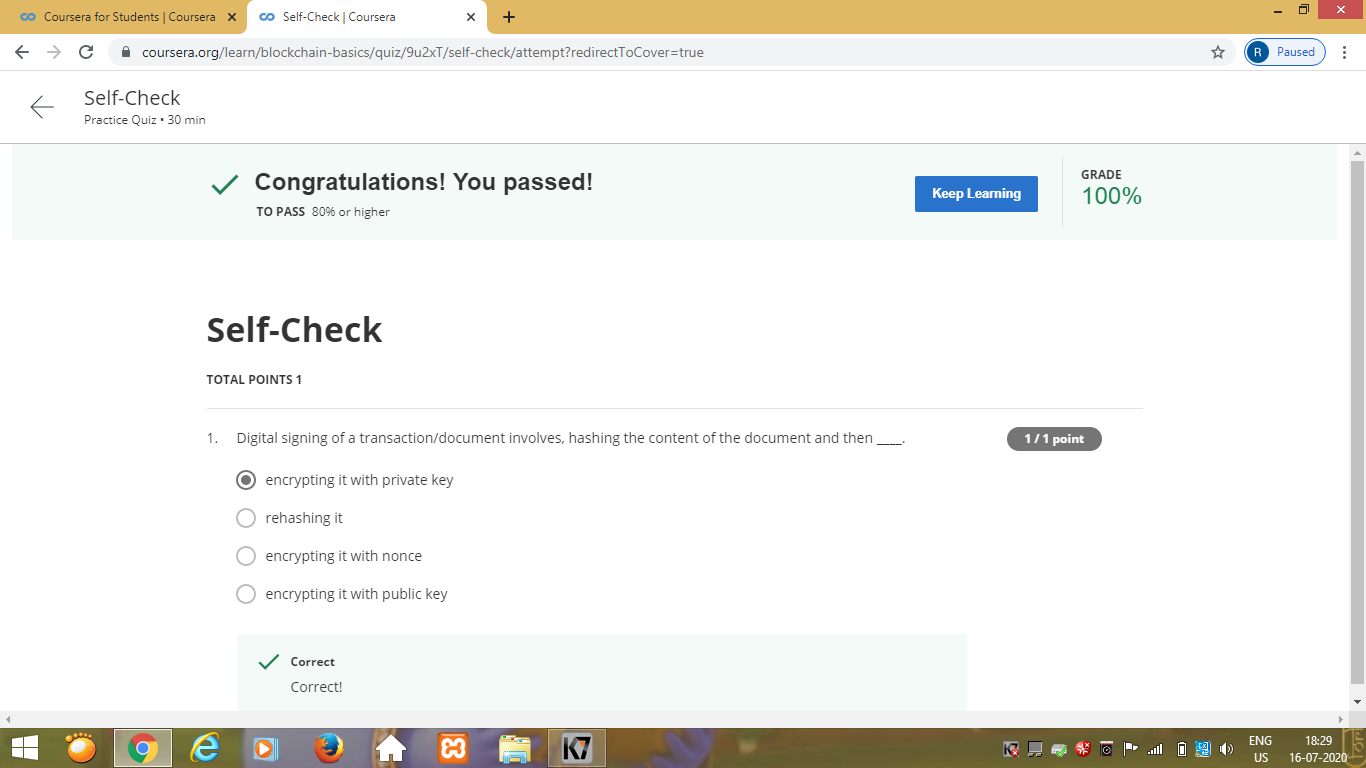 Coursera for Students | Coursera
Self-Check | Coursera
coursera.org/learn/blockchain-basics/quiz/9u2xT/self-check/attempt?redirectToCover=true
R Paused
Self-Check
Practice Quiz • 30 min
Congratulations! You passed!
TO PASS 80% or higher
Keep Learning
GRADE
100%
Self-Check
TOTAL POINTS 1
1. Digital signing of a transaction/document involves, hashing the content of the document and then ____.
1 / 1 point
encrypting it with private key
rehashing it
encrypting it with nonce
encrypting it with public key
Correct
Correct!
K7
ENG
US
18:29
16-07-2020